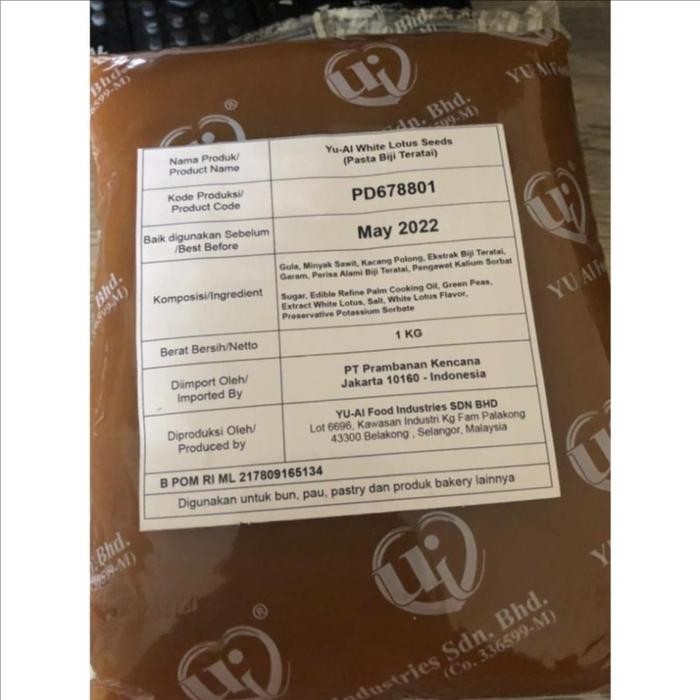 Nama Produk/
Product Name
Yu-AI White Lotus Seeds
(Pasta Biji Teratai)
Kode Produksi/
Product Code
PD678801
Baik digunakan Sebelum
/Best Before
May 2022
Komposisi/Ingredient
Gula, Minyak Sawit, Kacang Polong, Ekstrak Biji Teratai,
Garam, Perisa Alami Biji Teratai, Pengawet Kalium Sorbat
Sugar, Edible Refine Palm Cooking Oil, Green Peas,
Extract White Lotus, Salt, White Lotus Flavor,
Preservative Potassium Sorbate
Berat Bersih/Netto
1 KG
Diimport Oleh/
Imported By
PT Prambanan Kencana
Jakarta 10160 - Indonesia
Diproduksi Oleh/
Produced by
YU-AI Food Industries SDN BHD
Lot 6696, Kawasan Industri Kg Fam Palakong
43300 Belakong , Selangor, Malaysia
B POM RI ML 217809165134
Digunakan untuk bun, pau, pastry dan produk bakery lainnya
Sdn. Bhd.
(Co. 336599-M)